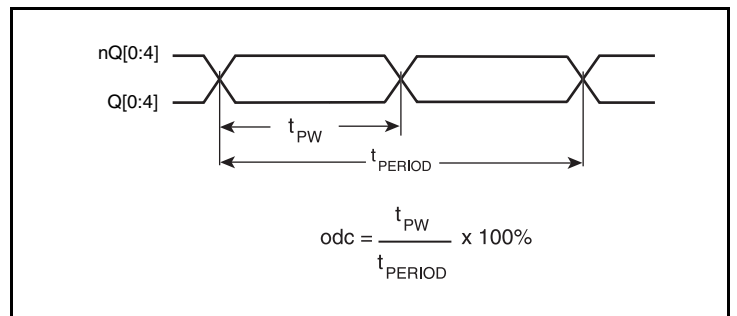 nQ[0:4]
Q[0:4]
tPW
tPERIOD
odc = tPW / tPERIOD x 100%